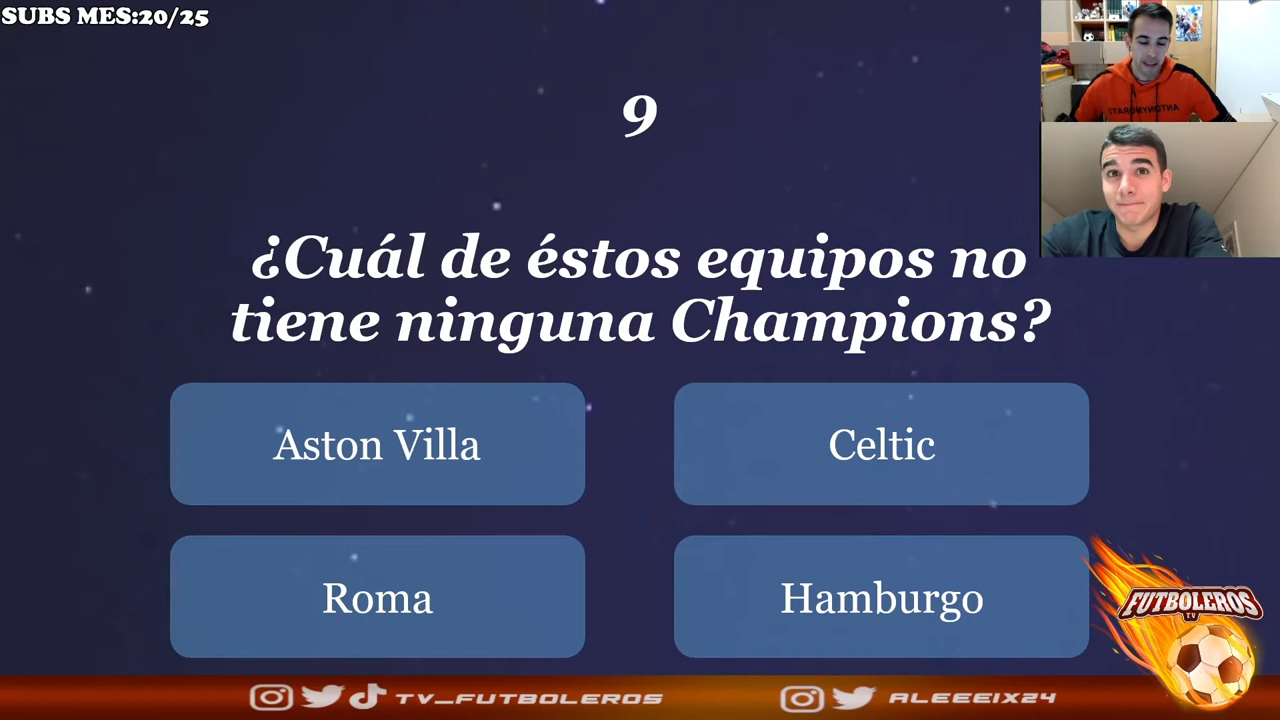 SUBS MES:20/25
9
¿Cuál de éstos equipos no
tiene ninguna Champions?
Aston Villa
Celtic
Roma
Hamburgo
FUTBOLEROS
TV
TV_FUTBOLEROS
ALEEEIX24